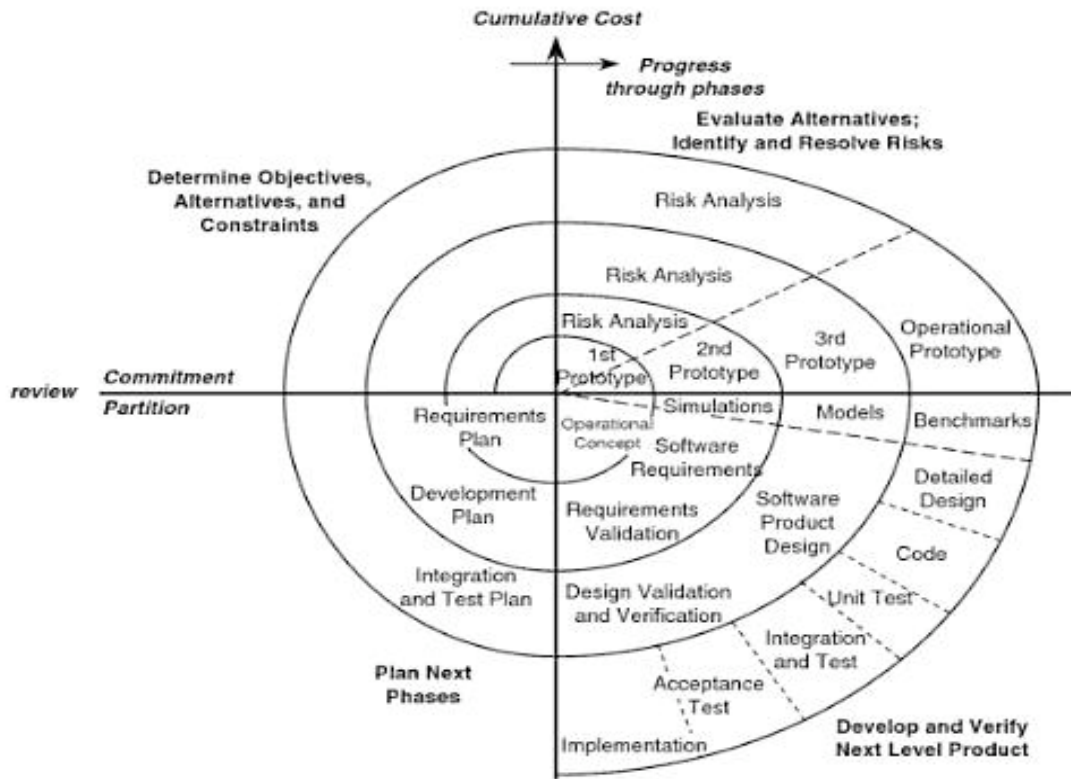 Cumulative Cost
Progress
through phases
Evaluate Alternatives;
Identify and Resolve Risks
Determine Objectives,
Alternatives, and
Constraints
Risk Analysis
Risk Analysis
Risk Analysis
1st
Prototype
2nd
Prototype
3rd
Prototype
Operational
Prototype
review
Commitment
Partition
Requirements
Plan
Operational
Concept
Simulations
Models
Benchmarks
Software
Requirements
Detailed
Design
Development
Plan
Requirements
Validation
Software
Product
Design
Code
Integration
and Test Plan
Design Validation
and Verification
Unit Test
Integration
and Test
Plan Next
Phases
Acceptance
Test
Implementation
Develop and Verify
Next Level Product